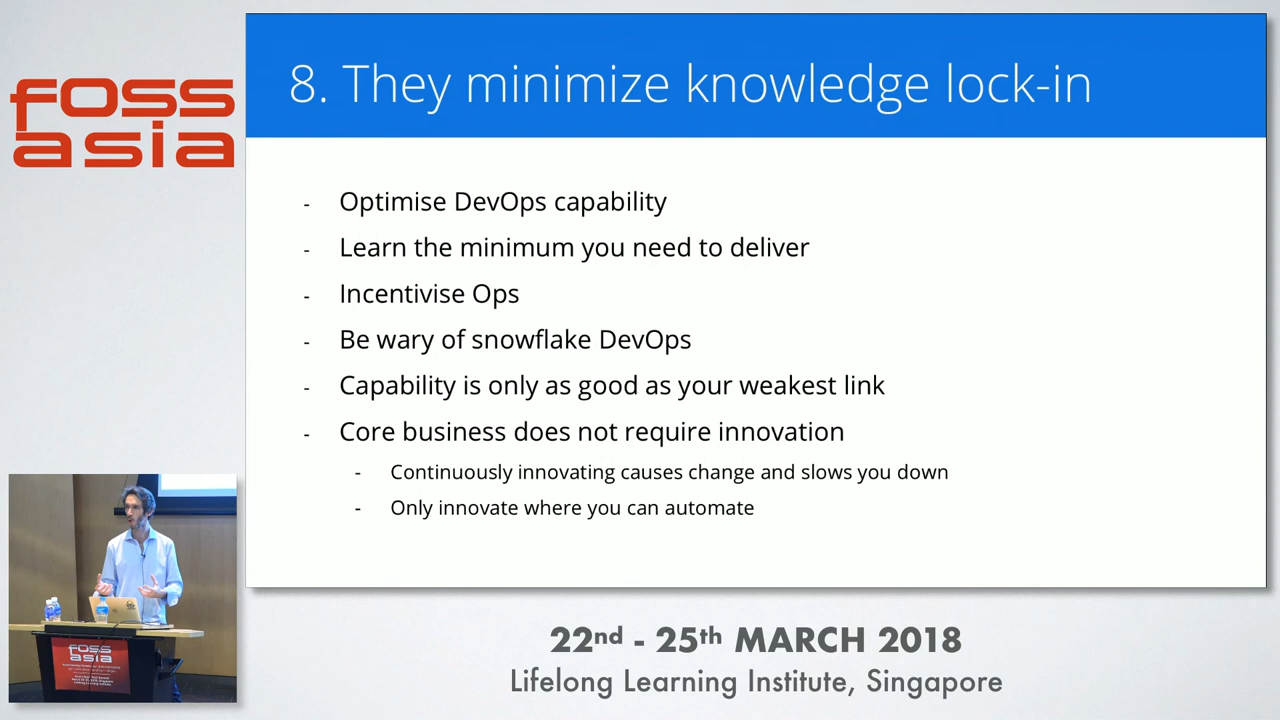 foss
asia
8. They minimize knowledge lock-in
- Optimise DevOps capability
- Learn the minimum you need to deliver
- Incentivise Ops
- Be wary of snowflake DevOps
- Capability is only as good as your weakest link
- Core business does not require innovation
- Continuously innovating causes change and slows you down
- Only innovate where you can automate
foss
asia
22nd - 25th MARCH 2018
Lifelong Learning Institute, Singapore